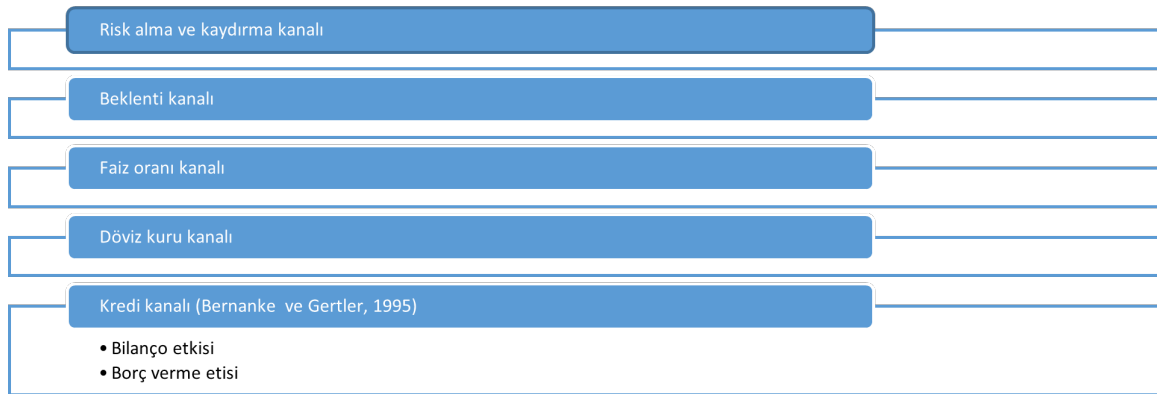 Risk alma ve kaydırma kanalı
Beklenti kanalı
Faiz oranı kanalı
Döviz kuru kanalı
Kredi kanalı (Bernanke  ve Gertler, 1995)
• Bilanço etkisi
• Borç verme etisi